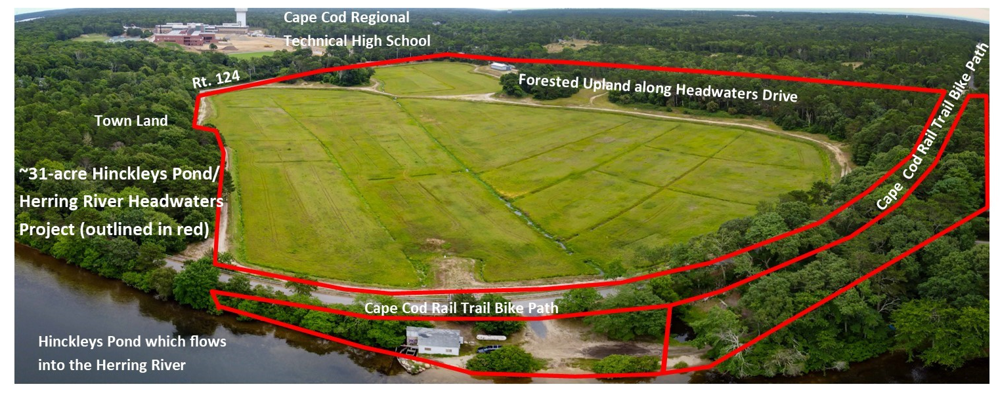 Cape Cod Regional
Technical High School
Rt. 124
Forested Upland along Headwaters Drive
Cape Cod Rail Trail Bike Path
Town Land
~31-acre Hinckleys Pond/
Herring River Headwaters
Project (outlined in red)
Cape Cod Rail Trail Bike Path
Hinckleys Pond which flows
into the Herring River